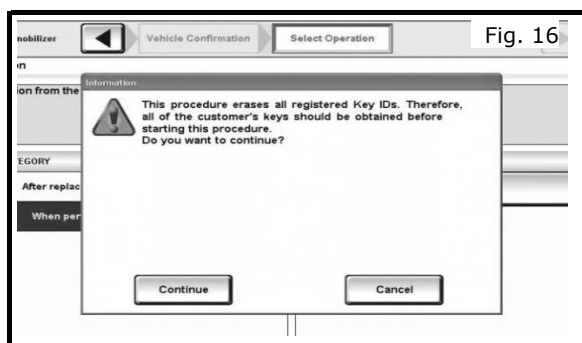 Fig. 16
mobilizer
Vehicle Confirmation
Select Operation
on
ion from the
Information
This procedure erases all registered Key IDs. Therefore,
all of the customer's keys should be obtained before
starting this procedure.
Do you want to continue?
EGORY
After replac
When per
Continue
Cancel